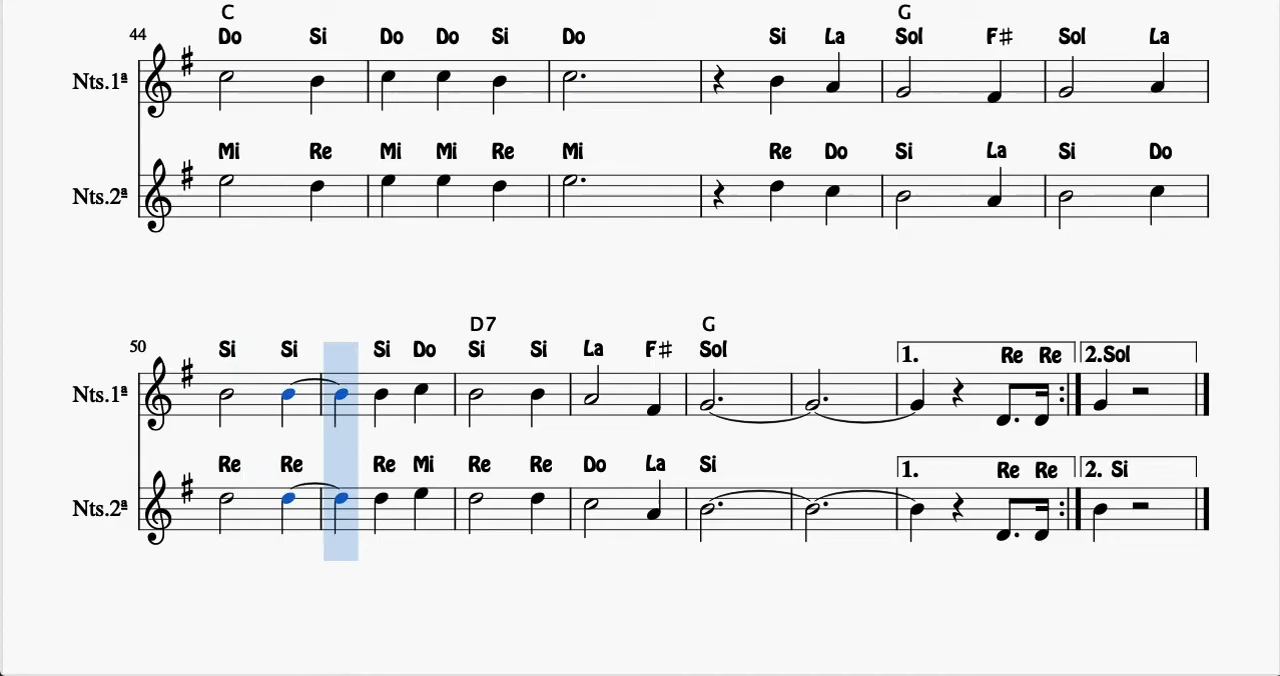 C G
44 Do Si Do Do Si Do Si La Sol F♯ Sol La
Nts.1ª
Mi Re Mi Mi Re Mi Re Do Si La Si Do
Nts.2ª
D7 G
50 Si Si Si Do Si Si La F♯ Sol 1. Re Re 2.Sol
Nts.1ª
Re Re Re Mi Re Re Do La Si 1. Re Re 2. Si
Nts.2ª